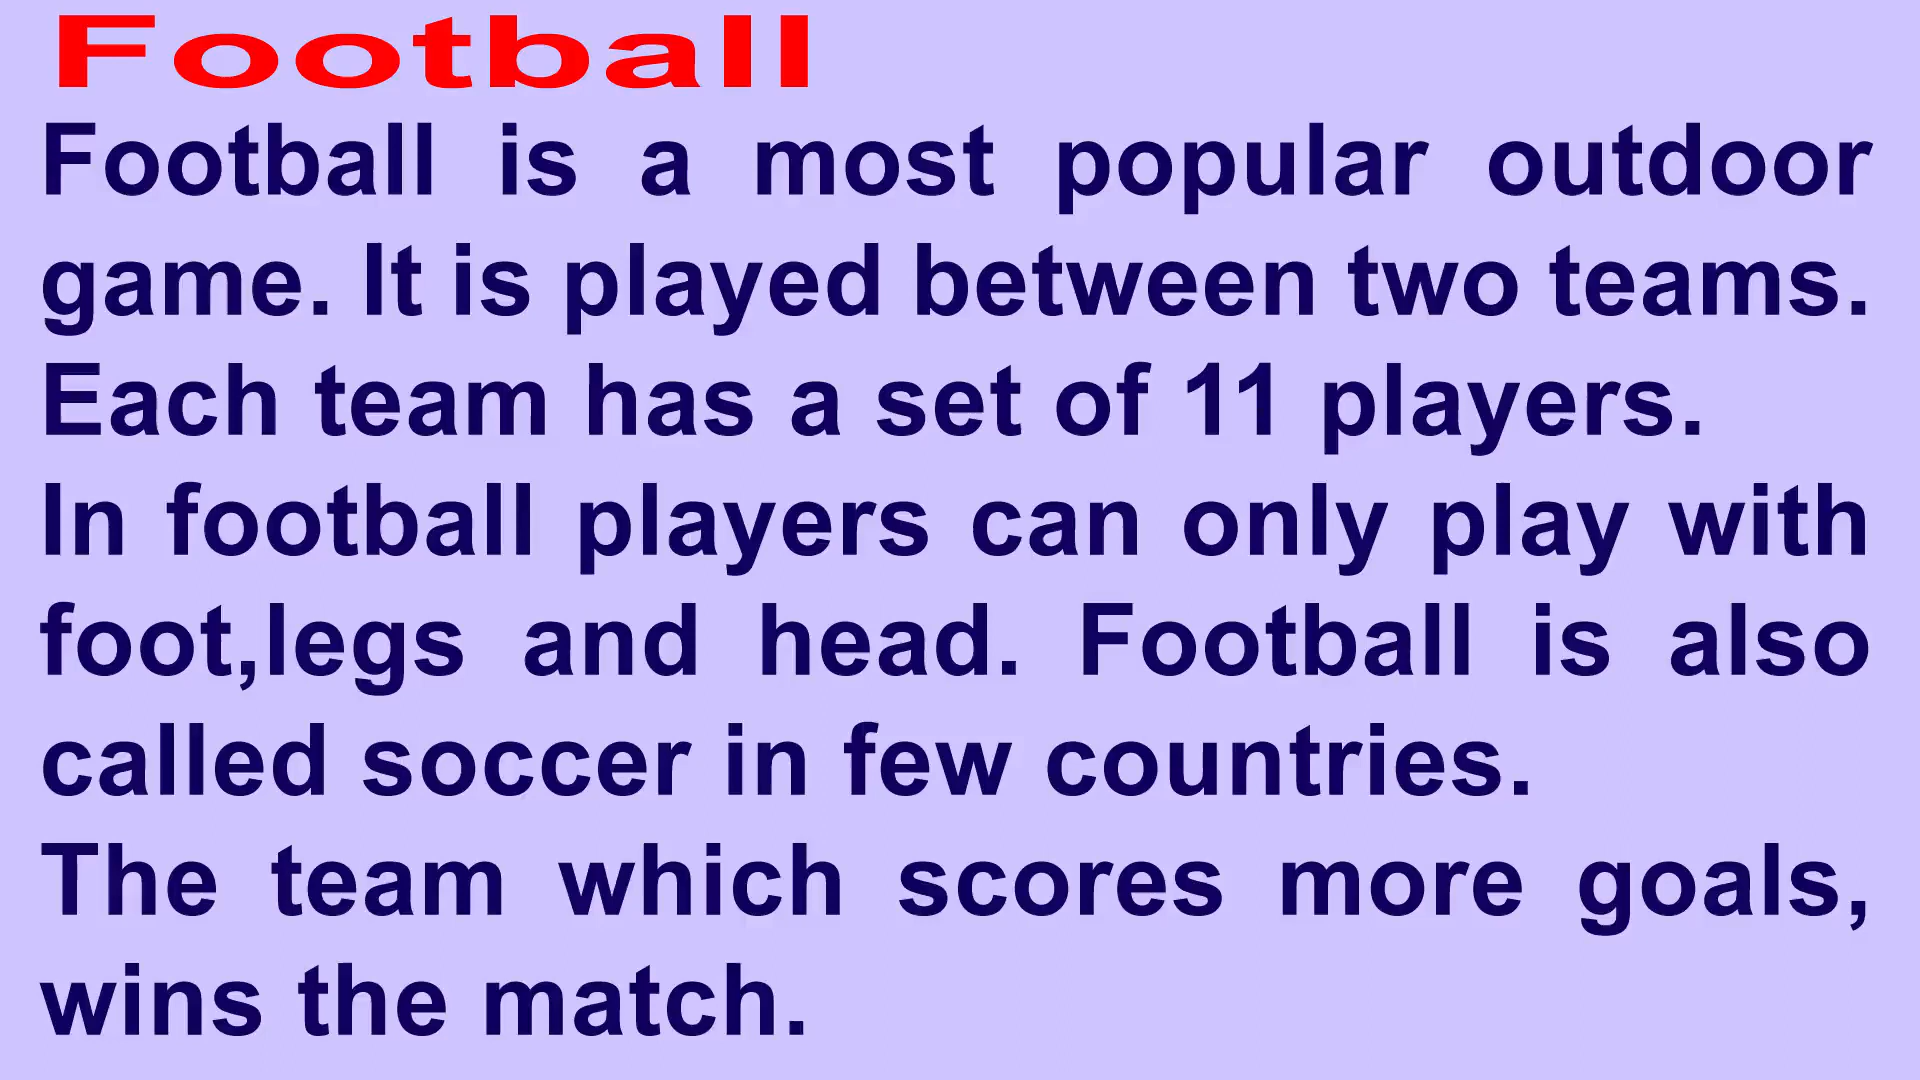 Football
Football is a most popular outdoor
game. It is played between two teams.
Each team has a set of 11 players.
In football players can only play with
foot,legs and head. Football is also
called soccer in few countries.
The team which scores more goals,
wins the match.